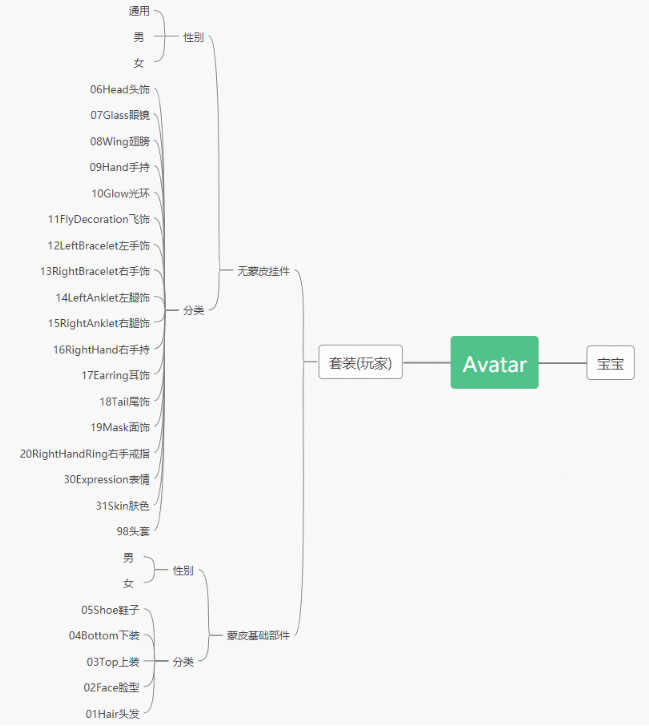 通用
男
女
性别
06Head头饰
07Glass眼镜
08Wing翅膀
09Hand手持
10Glow光环
11FlyDecoration飞饰
12LeftBracelet左手饰
13RightBracelet右手饰
14LeftAnklet左腿饰
15RightAnklet右腿饰
16RightHand右手持
17Earring耳饰
18Tail尾饰
19Mask面饰
20RightHandRing右手戒指
30Expression表情
31Skin肤色
98头套
分类
无蒙皮挂件
男
女
性别
05Shoe鞋子
04Bottom下装
03Top上装
02Face脸型
01Hair头发
分类
蒙皮基础部件
套装(玩家)
Avatar
宝宝